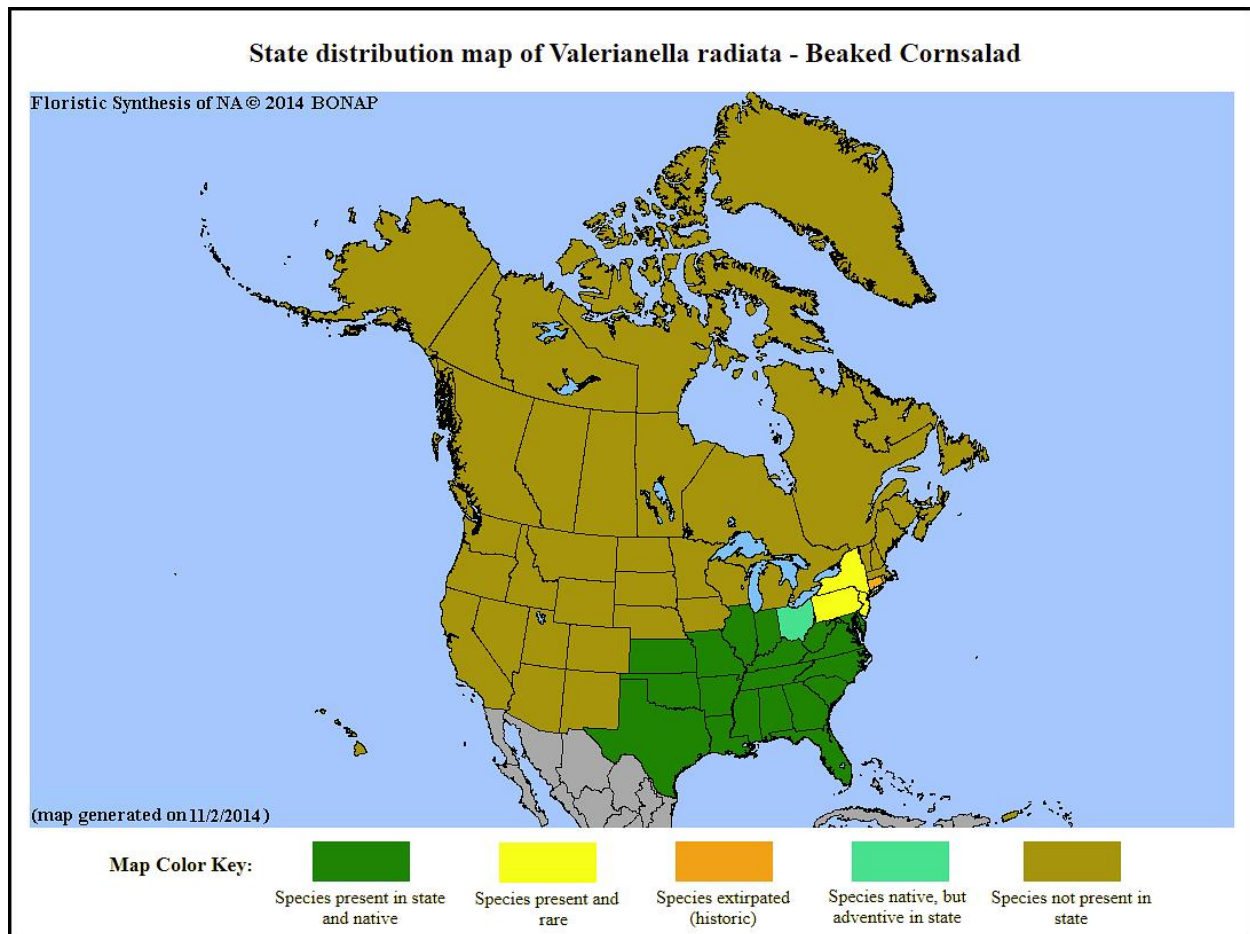 State distribution map of Valerianella radiata - Beaked Cornsalad
Floristic Synthesis of NA © 2014 BONAP
(map generated on 11/2/2014)
Map Color Key:
Species present in state
and native
Species present and
rare
Species extirpated
(historic)
Species native, but
adventive in state
Species not present in
state